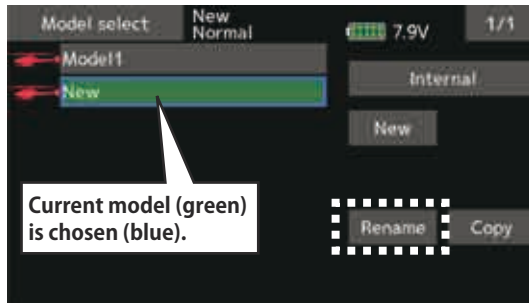 Model select
New
Normal
7.9V
1/1
Model1
Internal
New
New
Current model (green)
is chosen (blue).
Rename
Copy